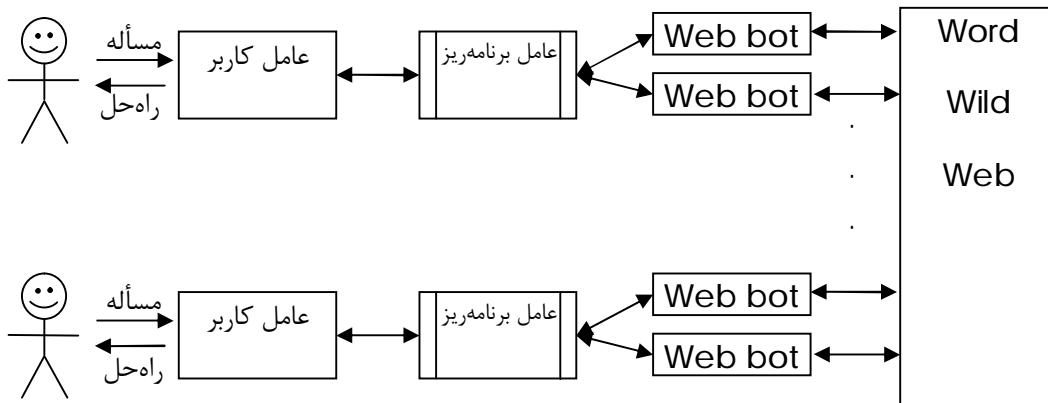 مسأله
راه‌حل
عامل کاربر
عامل برنامه‌ریز
Web bot
Web bot
Word
Wild
Web
.
.
.
مسأله
راه‌حل
عامل کاربر
عامل برنامه‌ریز
Web bot
Web bot